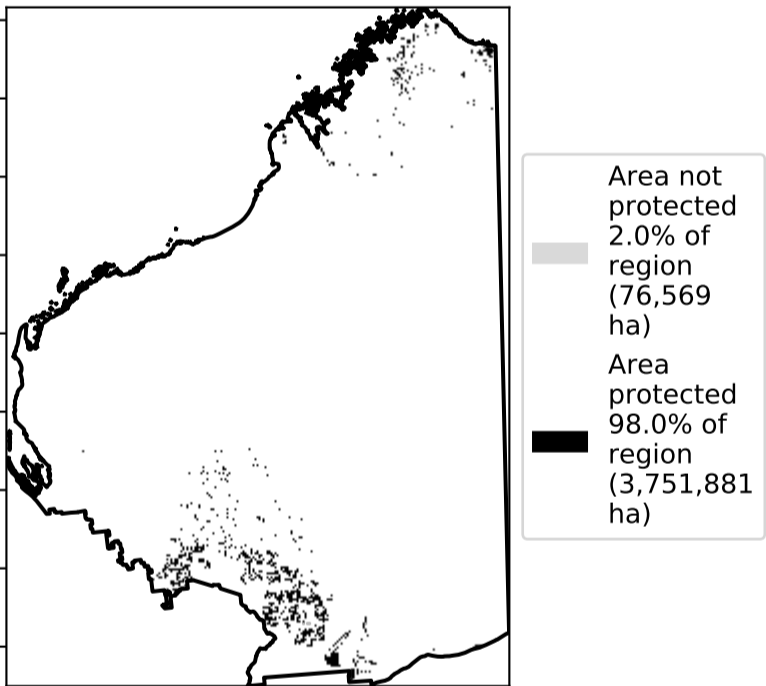 Area not
protected
2.0% of
region
(76,569
ha)
Area
protected
98.0% of
region
(3,751,881
ha)